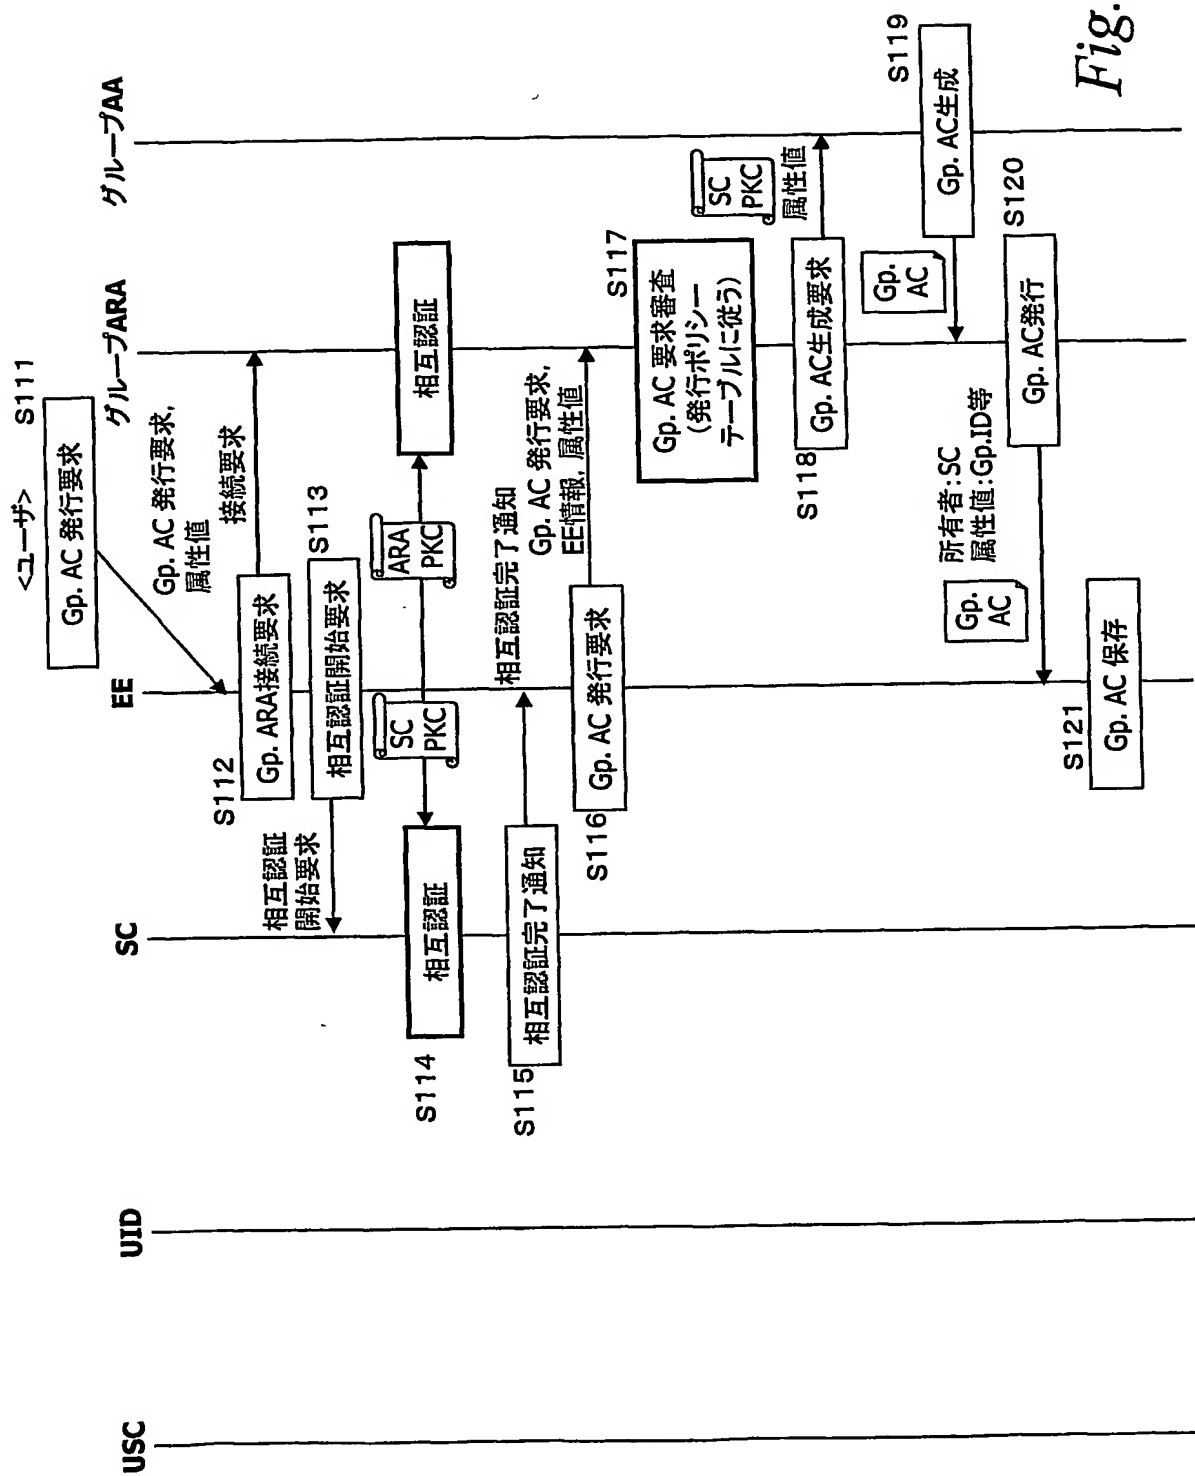 USC
UID
SC
EE
グループARA
グループAA
<ユーザ>
S111
Gp. AC 発行要求
Gp. AC 発行要求,
属性値
S112
Gp. ARA接続要求
接続要求
相互認証開始要求
S113
相互認証
開始要求
S114
相互認証
SC
PKC
ARA
PKC
相互認証
S115
相互認証完了通知
相互認証完了通知
S116
Gp. AC 発行要求
Gp. AC 発行要求,
EE情報, 属性値
S117
Gp. AC 要求審査
(発行ポリシー
テーブルに従う)
S118
Gp. AC生成要求
SC
PKC
属性値
S119
Gp. AC生成
Gp.
AC
S120
Gp. AC発行
所有者:SC
属性値:Gp.ID等
Gp.
AC
S121
Gp. AC 保存
Fig.